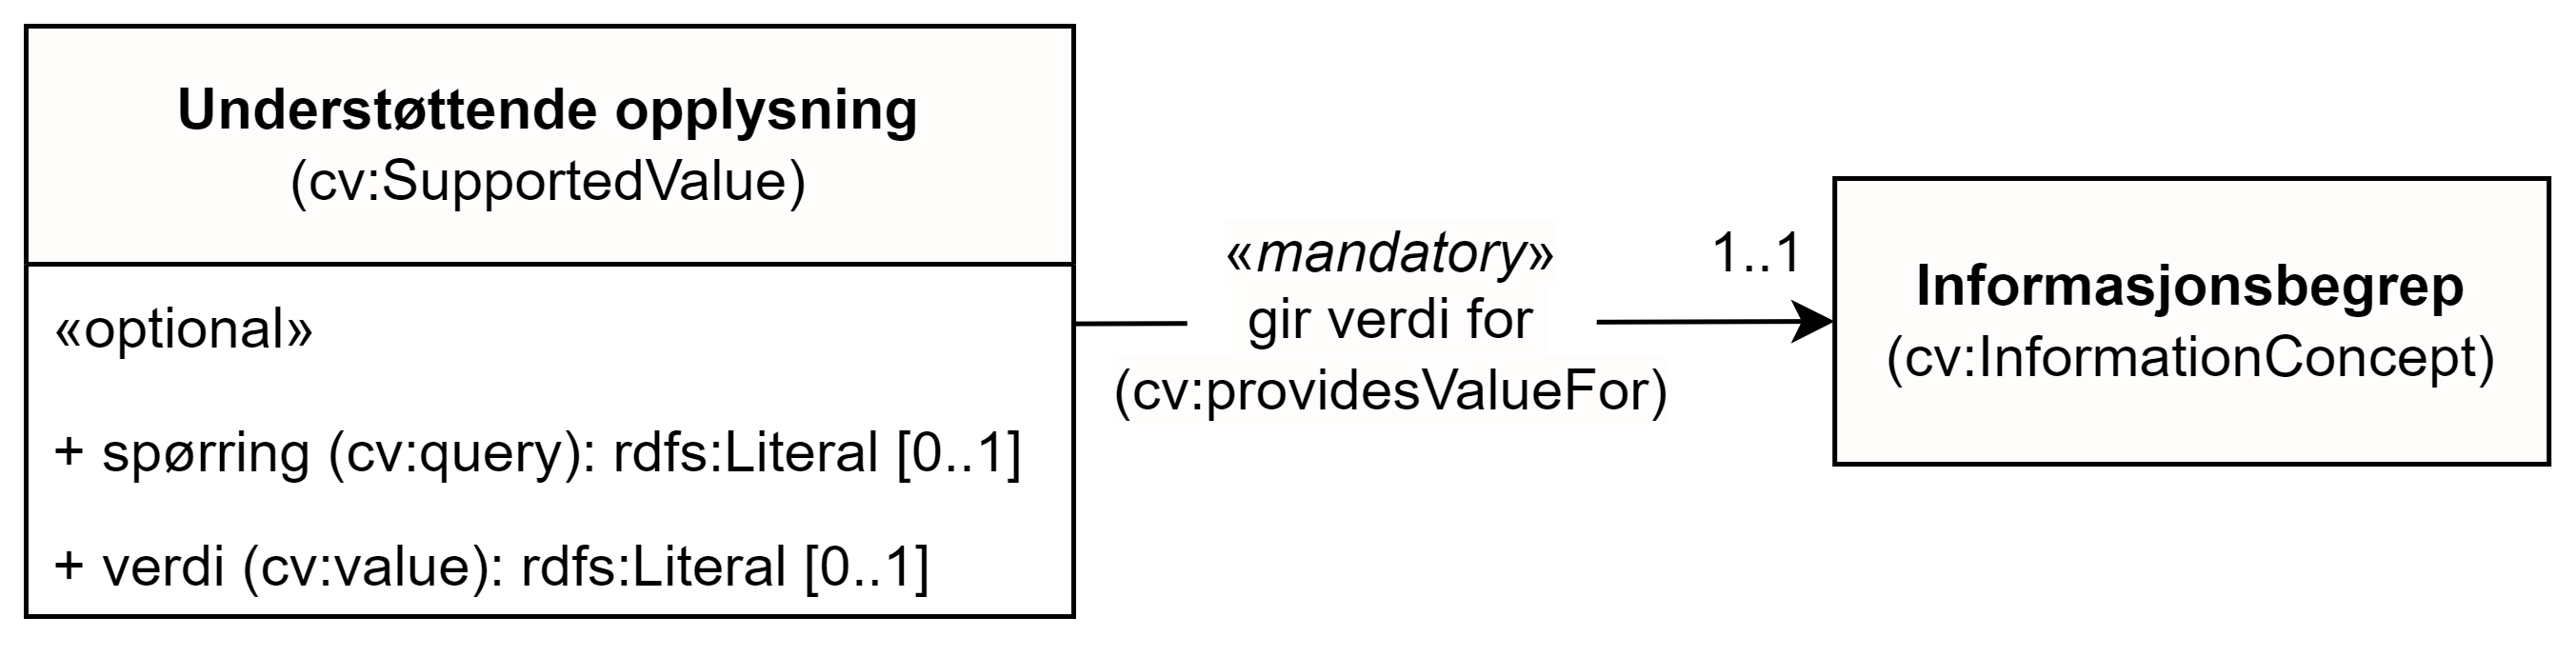 Understøttende opplysning
(cv:SupportedValue)
«optional»
+ spørring (cv:query): rdfs:Literal [0..1]
+ verdi (cv:value): rdfs:Literal [0..1]
«mandatory»
gir verdi for
(cv:providesValueFor)
1..1
Informasjonsbegrep
(cv:InformationConcept)